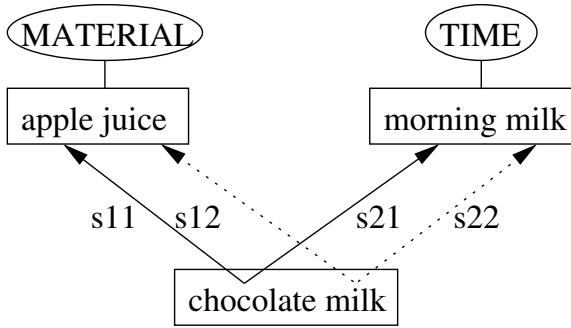 MATERIAL
TIME
apple juice
morning milk
s11
s12
s21
s22
chocolate milk